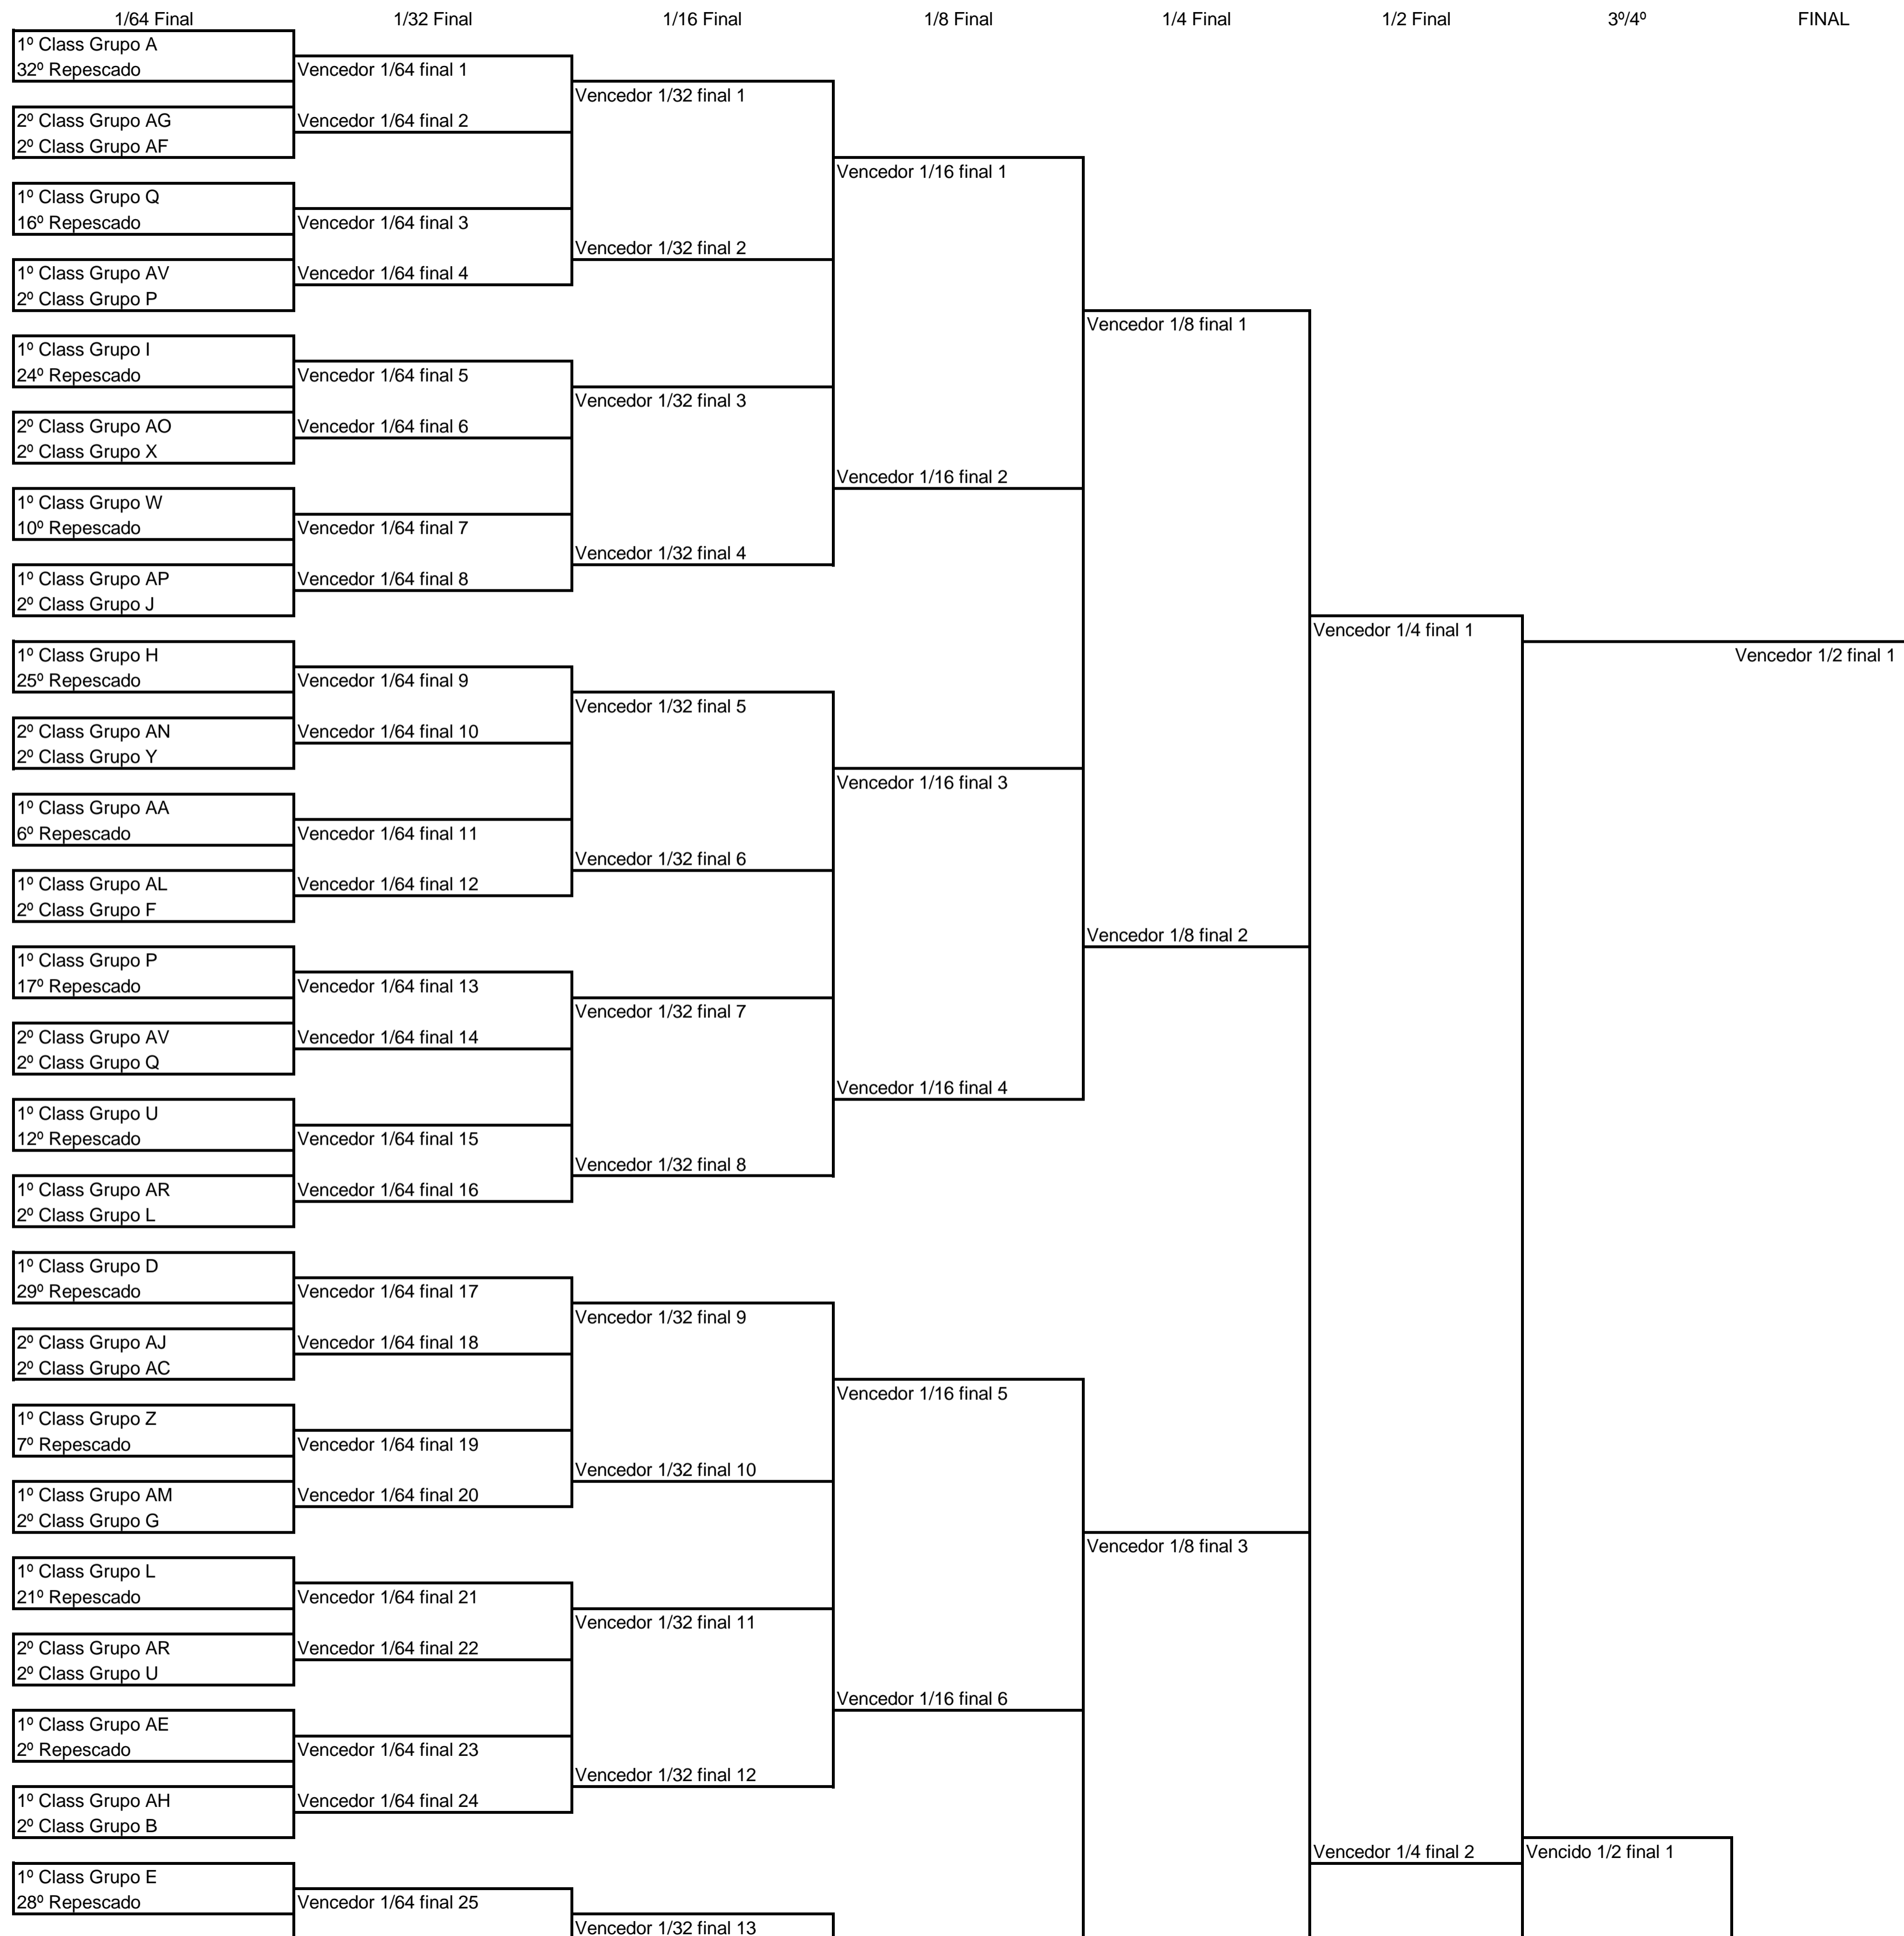 1/64 Final
1/32 Final
1/16 Final
1/8 Final
1/4 Final
1/2 Final
3º/4º
FINAL
1º Class Grupo A
32º Repescado
2º Class Grupo AG
2º Class Grupo AF
1º Class Grupo Q
16º Repescado
1º Class Grupo AV
2º Class Grupo P
1º Class Grupo I
24º Repescado
2º Class Grupo AO
2º Class Grupo X
1º Class Grupo W
10º Repescado
1º Class Grupo AP
2º Class Grupo J
1º Class Grupo H
25º Repescado
2º Class Grupo AN
2º Class Grupo Y
1º Class Grupo AA
6º Repescado
1º Class Grupo AL
2º Class Grupo F
1º Class Grupo P
17º Repescado
2º Class Grupo AV
2º Class Grupo Q
1º Class Grupo U
12º Repescado
1º Class Grupo AR
2º Class Grupo L
1º Class Grupo D
29º Repescado
2º Class Grupo AJ
2º Class Grupo AC
1º Class Grupo Z
7º Repescado
1º Class Grupo AM
2º Class Grupo G
1º Class Grupo L
21º Repescado
2º Class Grupo AR
2º Class Grupo U
1º Class Grupo AE
2º Repescado
1º Class Grupo AH
2º Class Grupo B
1º Class Grupo E
28º Repescado
Vencedor 1/64 final 1
Vencedor 1/64 final 2
Vencedor 1/64 final 3
Vencedor 1/64 final 4
Vencedor 1/64 final 5
Vencedor 1/64 final 6
Vencedor 1/64 final 7
Vencedor 1/64 final 8
Vencedor 1/64 final 9
Vencedor 1/64 final 10
Vencedor 1/64 final 11
Vencedor 1/64 final 12
Vencedor 1/64 final 13
Vencedor 1/64 final 14
Vencedor 1/64 final 15
Vencedor 1/64 final 16
Vencedor 1/64 final 17
Vencedor 1/64 final 18
Vencedor 1/64 final 19
Vencedor 1/64 final 20
Vencedor 1/64 final 21
Vencedor 1/64 final 22
Vencedor 1/64 final 23
Vencedor 1/64 final 24
Vencedor 1/64 final 25
Vencedor 1/32 final 1
Vencedor 1/32 final 2
Vencedor 1/32 final 3
Vencedor 1/32 final 4
Vencedor 1/32 final 5
Vencedor 1/32 final 6
Vencedor 1/32 final 7
Vencedor 1/32 final 8
Vencedor 1/32 final 9
Vencedor 1/32 final 10
Vencedor 1/32 final 11
Vencedor 1/32 final 12
Vencedor 1/32 final 13
Vencedor 1/16 final 1
Vencedor 1/16 final 2
Vencedor 1/16 final 3
Vencedor 1/16 final 4
Vencedor 1/16 final 5
Vencedor 1/16 final 6
Vencedor 1/8 final 1
Vencedor 1/8 final 2
Vencedor 1/8 final 3
Vencedor 1/4 final 1
Vencedor 1/4 final 2
Vencido 1/2 final 1
Vencedor 1/2 final 1